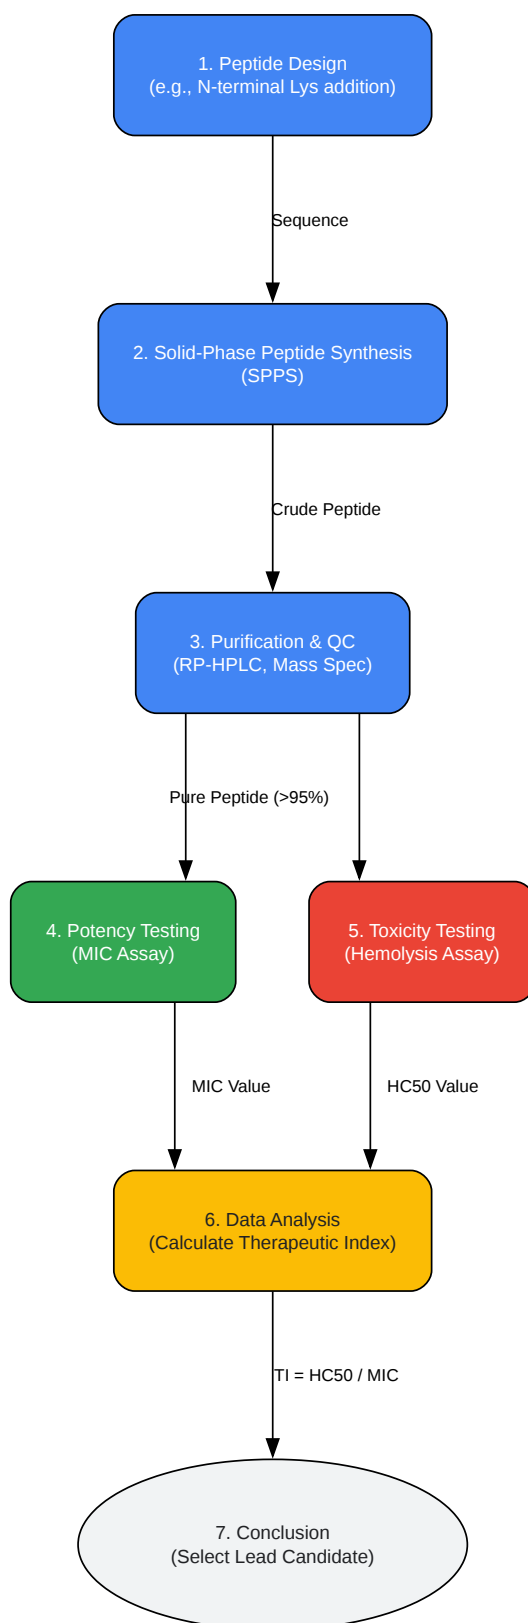 1. Peptide Design
(e.g., N-terminal Lys addition)
Sequence
2. Solid-Phase Peptide Synthesis
(SPPS)
Crude Peptide
3. Purification & QC
(RP-HPLC, Mass Spec)
Pure Peptide (>95%)
4. Potency Testing
(MIC Assay)
5. Toxicity Testing
(Hemolysis Assay)
MIC Value
HC50 Value
6. Data Analysis
(Calculate Therapeutic Index)
TI = HC50 / MIC
7. Conclusion
(Select Lead Candidate)